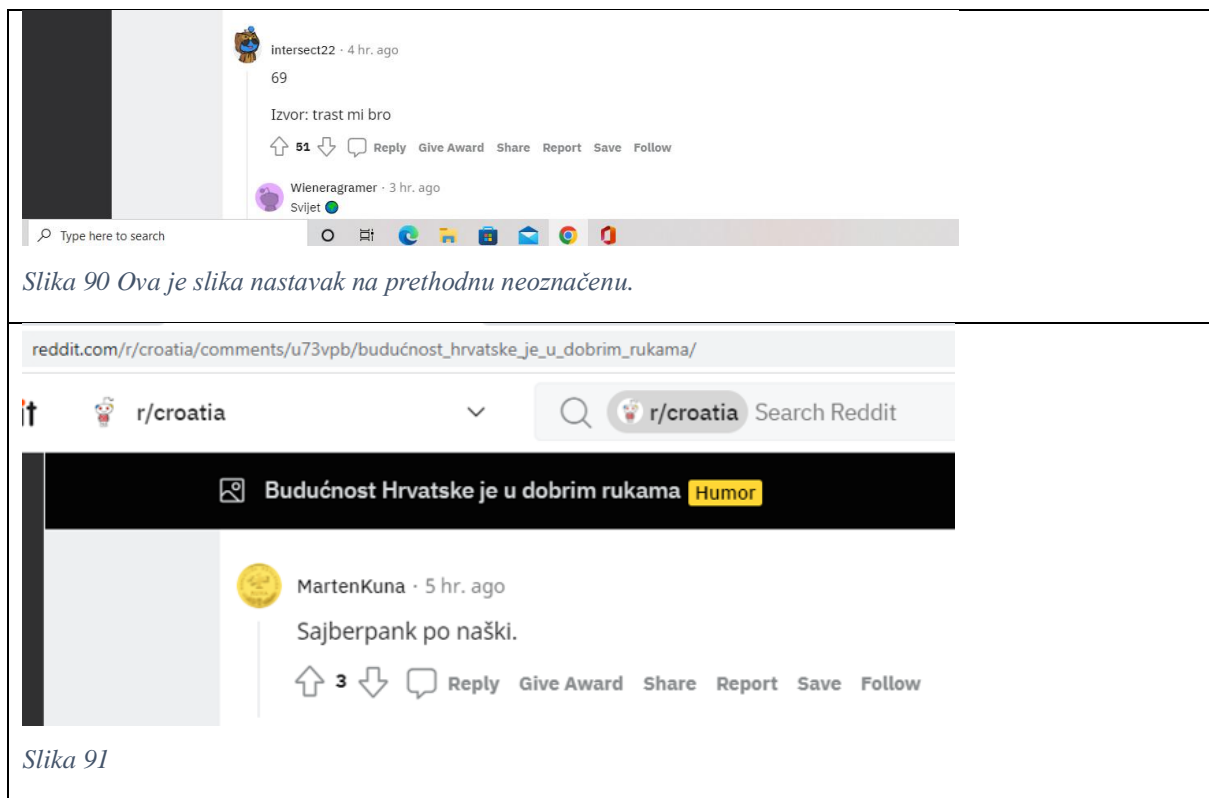 intersect22 · 4 hr. ago
69
Izvor: trast mi bro
51 Reply Give Award Share Report Save Follow
Wieneragramer · 3 hr. ago
Svijet
Type here to search
Slika 90 Ova je slika nastavak na prethodnu neoznačenu.
reddit.com/r/croatia/comments/u73vpb/budućnost_hrvatske_je_u_dobrim_rukama/
it r/croatia r/croatia Search Reddit
Budućnost Hrvatske je u dobrim rukama Humor
MartenKuna · 5 hr. ago
Sajberpank po naški.
3 Reply Give Award Share Report Save Follow
Slika 91